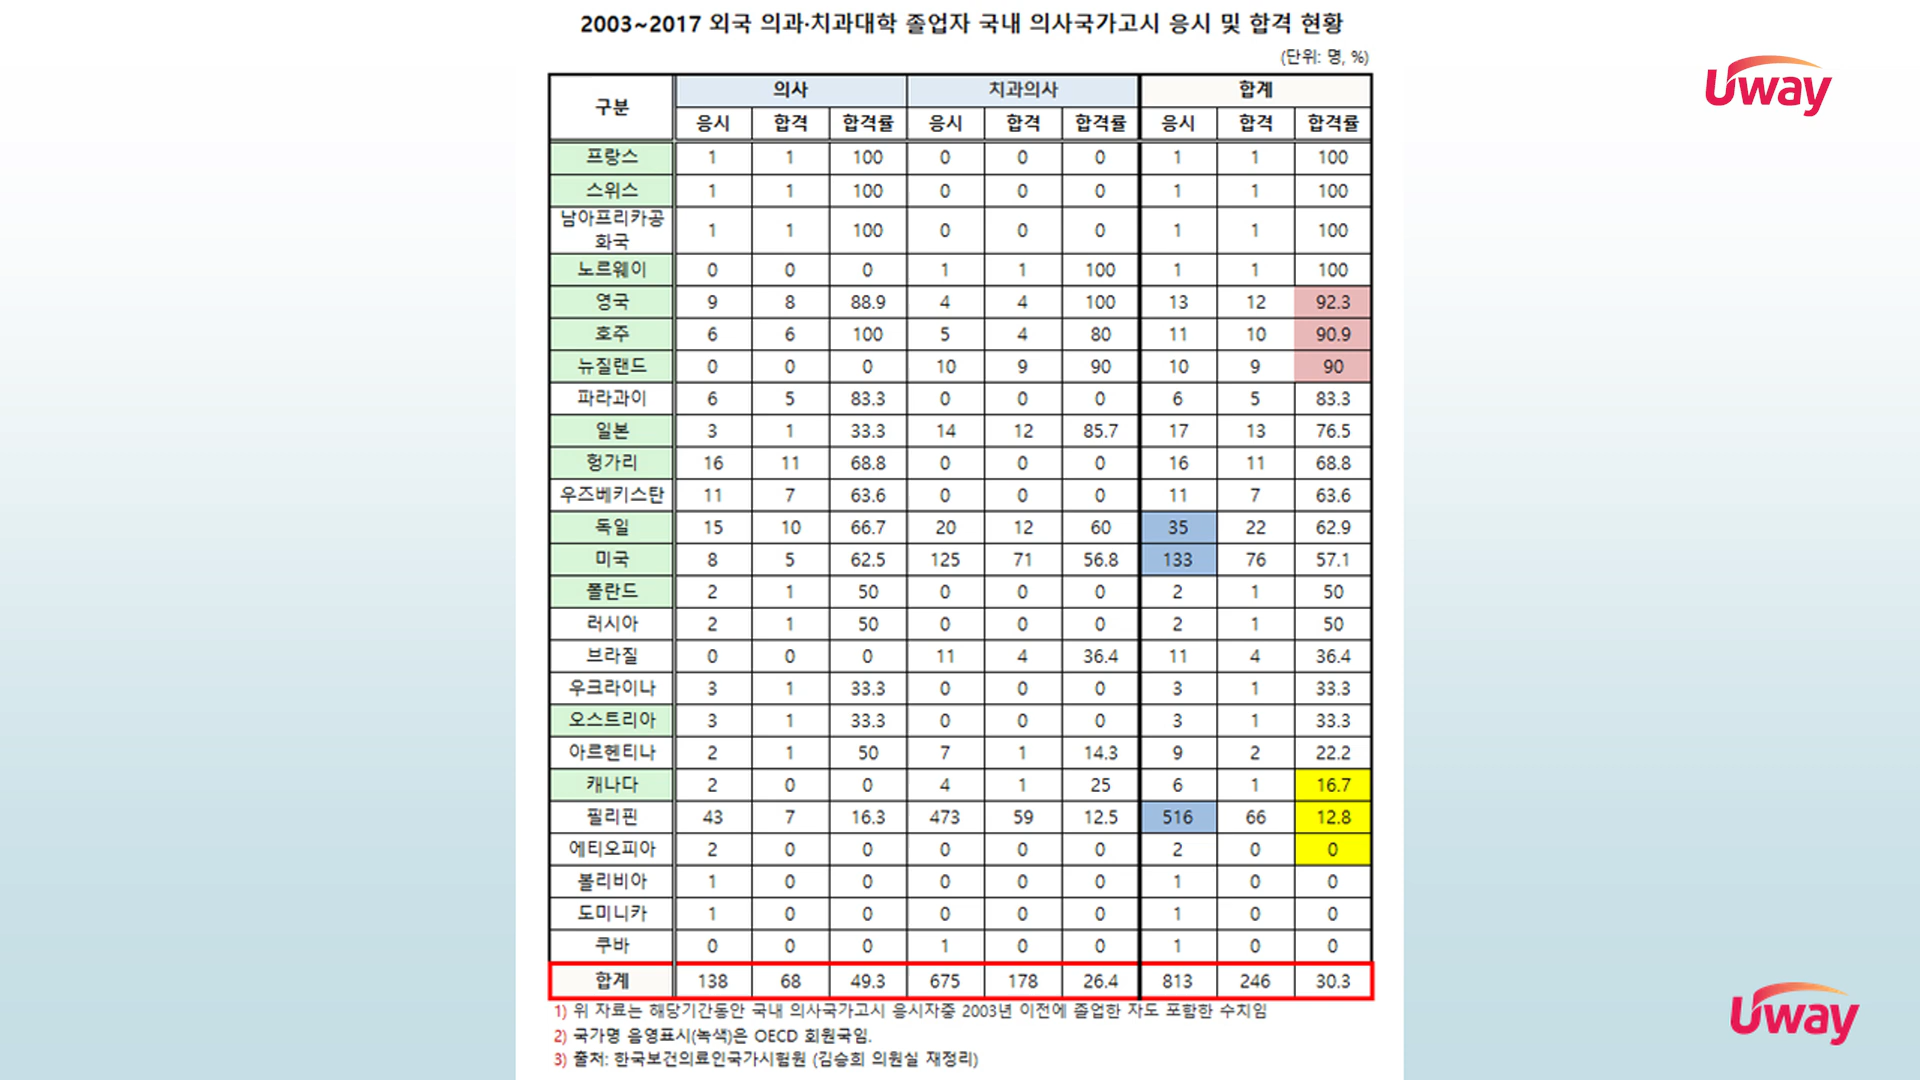 2003~2017 외국 의과·치과대학 졸업자 국내 의사국가고시 응시 및 합격 현황
(단위: 명, %)
Uway
구분 의사 치과의사 합계
응시 합격 합격률 응시 합격 합격률 응시 합격 합격률
프랑스 1 1 100 0 0 0 1 1 100
스위스 1 1 100 0 0 0 1 1 100
남아프리카공
화국 1 1 100 0 0 0 1 1 100
노르웨이 0 0 0 1 1 100 1 1 100
영국 9 8 88.9 4 4 100 13 12 92.3
호주 6 6 100 5 4 80 11 10 90.9
뉴질랜드 0 0 0 10 9 90 10 9 90
파라과이 6 5 83.3 0 0 0 6 5 83.3
일본 3 1 33.3 14 12 85.7 17 13 76.5
헝가리 16 11 68.8 0 0 0 16 11 68.8
우즈베키스탄 11 7 63.6 0 0 0 11 7 63.6
독일 15 10 66.7 20 12 60 35 22 62.9
미국 8 5 62.5 125 71 56.8 133 76 57.1
폴란드 2 1 50 0 0 0 2 1 50
러시아 2 1 50 0 0 0 2 1 50
브라질 0 0 0 11 4 36.4 11 4 36.4
우크라이나 3 1 33.3 0 0 0 3 1 33.3
오스트리아 3 1 33.3 0 0 0 3 1 33.3
아르헨티나 2 1 50 7 1 14.3 9 2 22.2
캐나다 2 0 0 4 1 25 6 1 16.7
필리핀 43 7 16.3 473 59 12.5 516 66 12.8
에티오피아 2 0 0 0 0 0 2 0 0
볼리비아 1 0 0 0 0 0 1 0 0
도미니카 1 0 0 0 0 0 1 0 0
쿠바 0 0 0 1 0 0 1 0 0
합계 138 68 49.3 675 178 26.4 813 246 30.3
1) 위 자료는 해당기간동안 국내 의사국가고시 응시자중 2003년 이전에 졸업한 자도 포함한 수치임
2) 국가명 음영표시(녹색)은 OECD 회원국임.
3) 출처: 한국보건의료인국가시험원 (김승희 의원실 재정리)
Uway